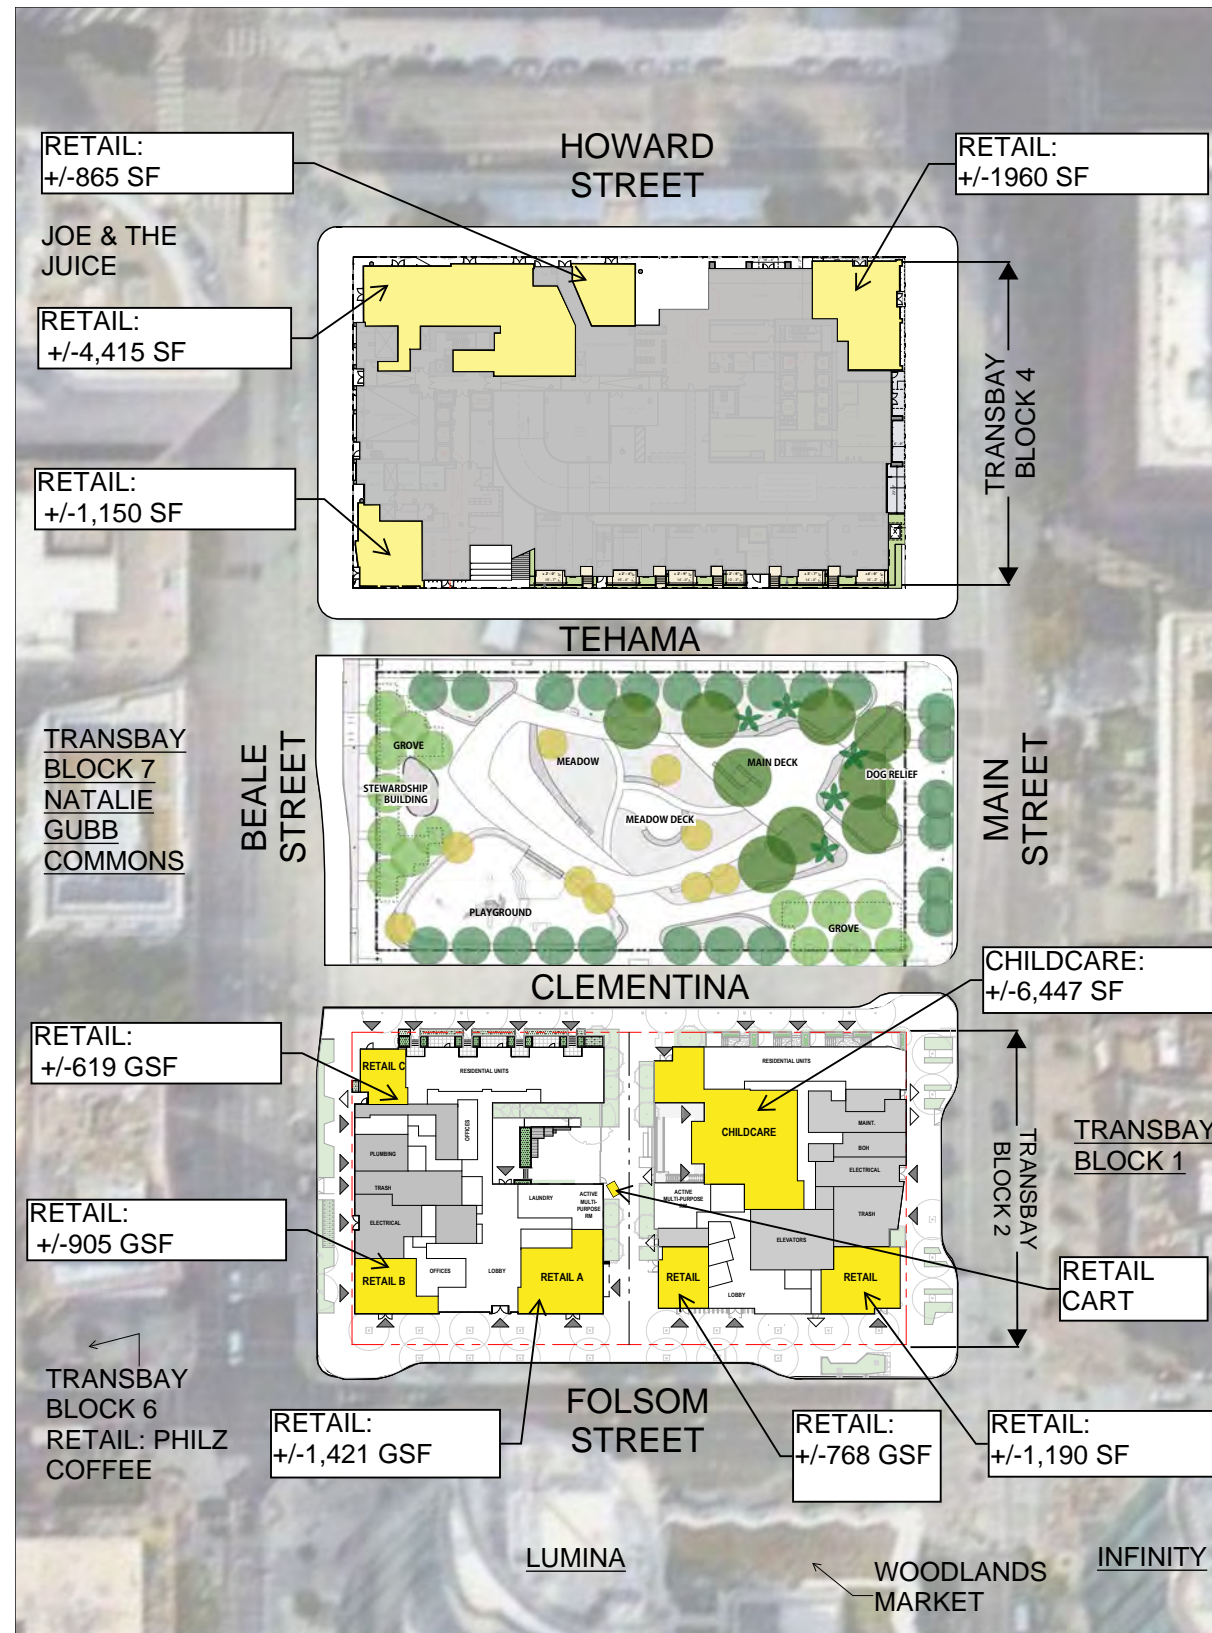 HOWARD
STREET
RETAIL:
+/-865 SF
RETAIL:
+/-1960 SF
JOE & THE
JUICE
RETAIL:
+/-4,415 SF
TRANSBAY
BLOCK 4
RETAIL:
+/-1,150 SF
TEHAMA
TRANSBAY
BLOCK 7
NATALIE
GUBB
COMMONS
BEALE
STREET
GROVE
STEWARDSHIP
BUILDING
MEADOW
MAIN DECK
DOG RELIEF
MEADOW DECK
PLAYGROUND
GROVE
MAIN
STREET
CLEMENTINA
CHILDCARE:
+/-6,447 SF
RETAIL:
+/-619 GSF
RETAIL C
RESIDENTIAL UNITS
RESIDENTIAL UNITS
OFFICES
PLUMBING
TRASH
ELECTRICAL
LAUNDRY
ACTIVE
MULTI-
PURPOSE
RM
CHILDCARE
MAINT.
BOH
ELECTRICAL
TRASH
ACTIVE
MULTI-PURPOSE
RM
ELEVATORS
TRANSBAY
BLOCK 2
TRANSBAY
BLOCK 1
RETAIL:
+/-905 GSF
RETAIL B
OFFICES
LOBBY
RETAIL A
RETAIL
LOBBY
RETAIL
RETAIL
CART
TRANSBAY
BLOCK 6
RETAIL: PHILZ
COFFEE
FOLSOM
STREET
RETAIL:
+/-1,421 GSF
RETAIL:
+/-768 GSF
RETAIL:
+/-1,190 SF
LUMINA
WOODLANDS
MARKET
INFINITY